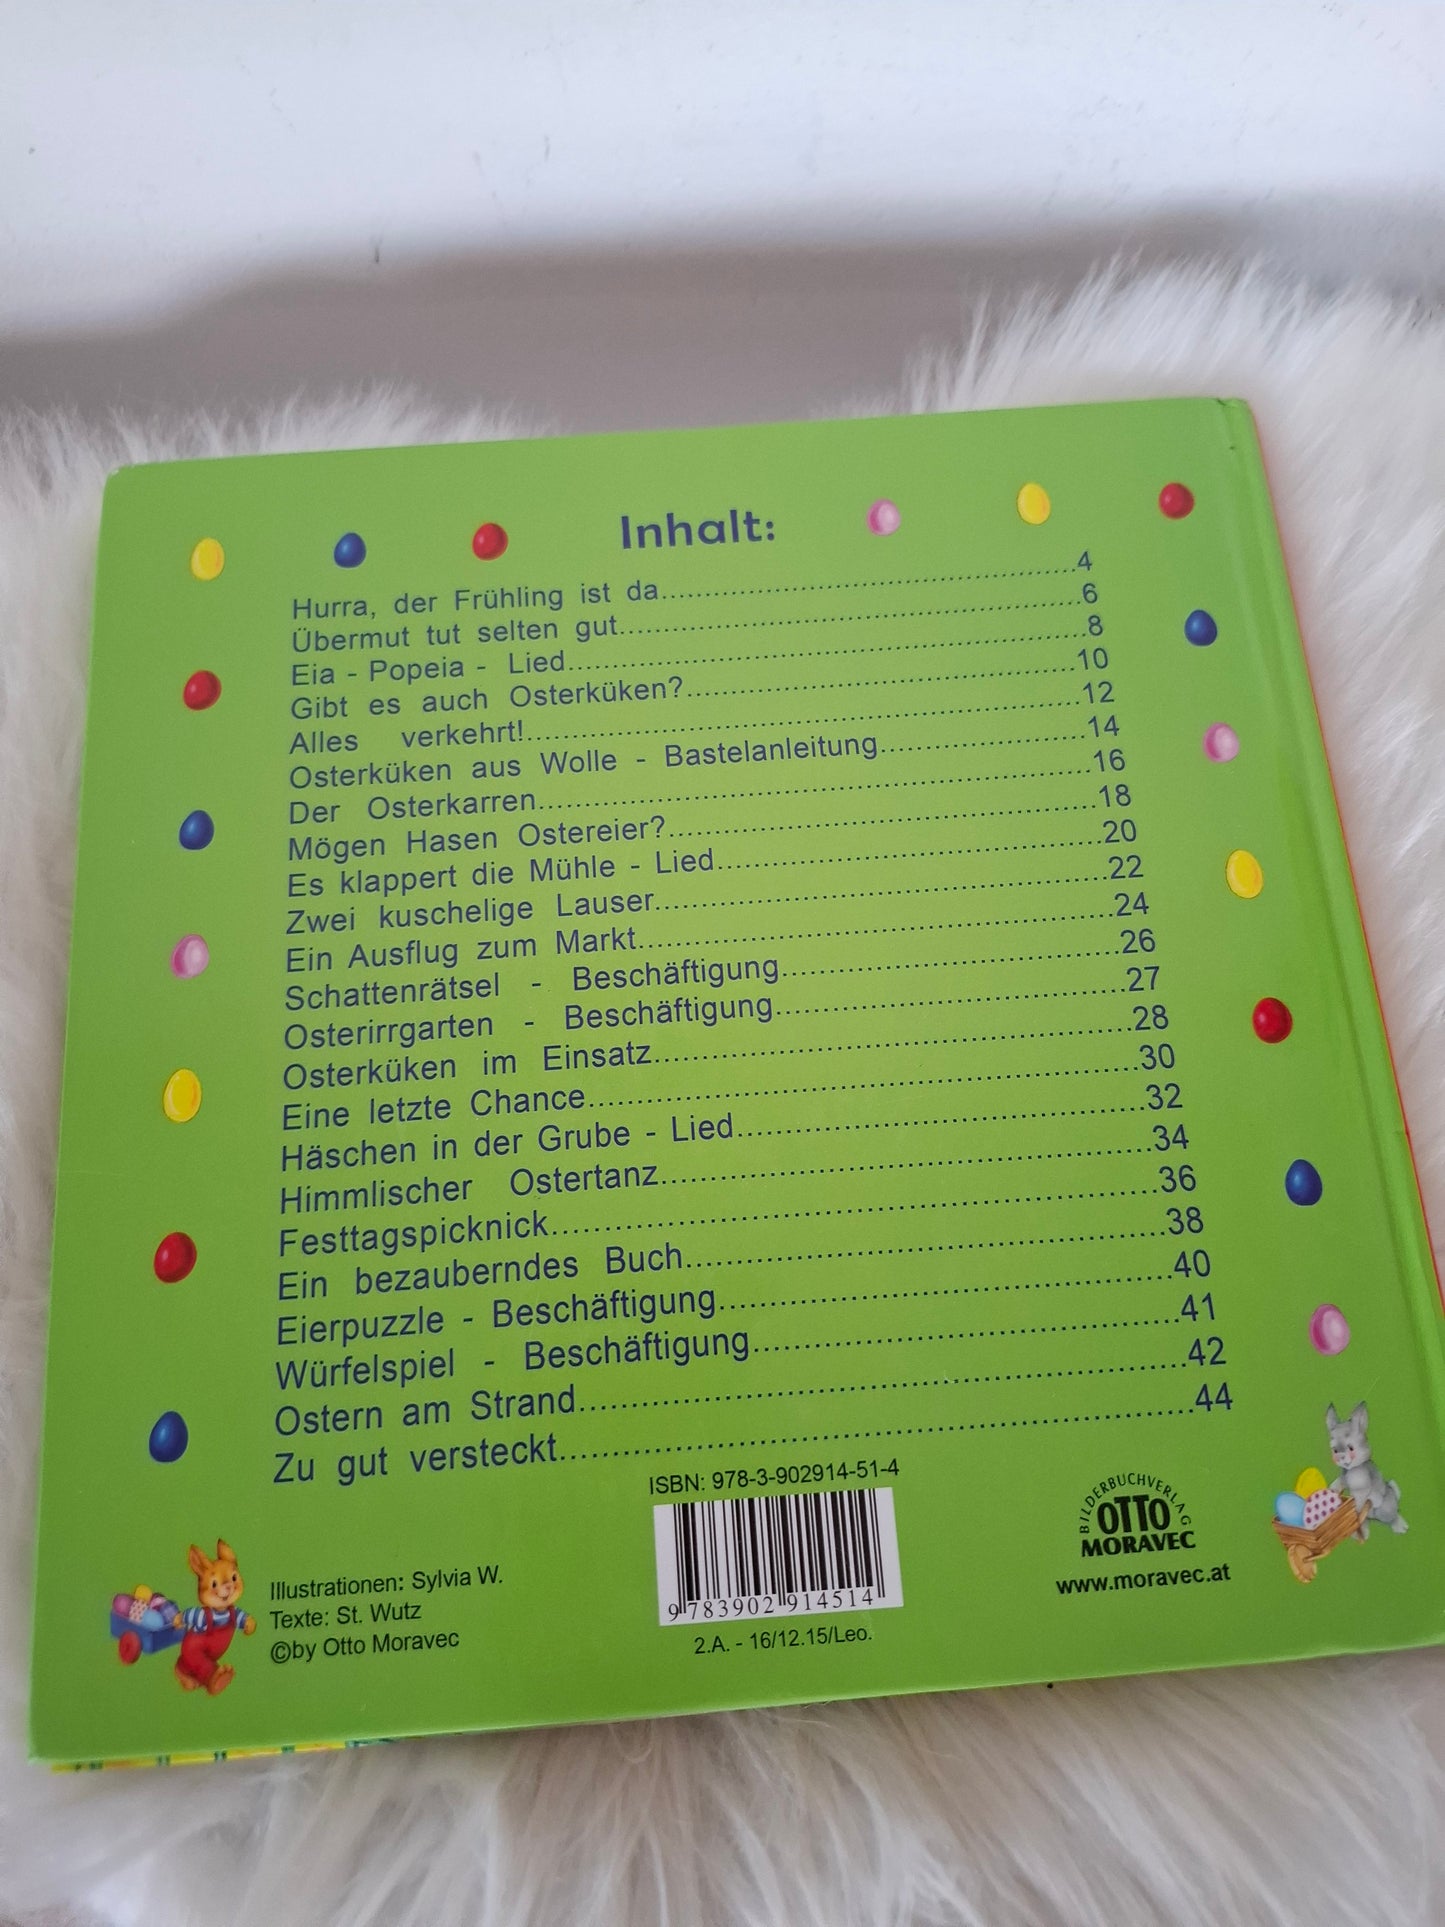 Inhalt:
Hurra, der Frühling ist da..........4
Übermut tut selten gut..........6
Eia - Popeia - Lied..........8
Gibt es auch Osterküken?..........10
Alles verkehrt!..........12
Osterküken aus Wolle - Bastelanleitung..........14
Der Osterkarren..........16
Mögen Hasen Ostereier?..........18
Es klappert die Mühle - Lied..........20
Zwei kuschelige Lauser..........22
Ein Ausflug zum Markt..........24
Schattenrätsel - Beschäftigung..........26
Osterirrgarten - Beschäftigung..........27
Osterküken im Einsatz..........28
Eine letzte Chance..........30
Häschen in der Grube - Lied..........32
Himmlischer Ostertanz..........34
Festtagspicknick..........36
Ein bezauberndes Buch..........38
Eierpuzzle - Beschäftigung..........40
Würfelspiel - Beschäftigung..........41
Ostern am Strand..........42
Zu gut versteckt..........44
ISBN: 978-3-902914-51-4
9 783902 914514
2.A. - 16/12.15/Leo.
Illustrationen: Sylvia W.
Texte: St. Wutz
©by Otto Moravec
BILDERBUCHVERLAG
OTTO
MORAVEC
www.moravec.at